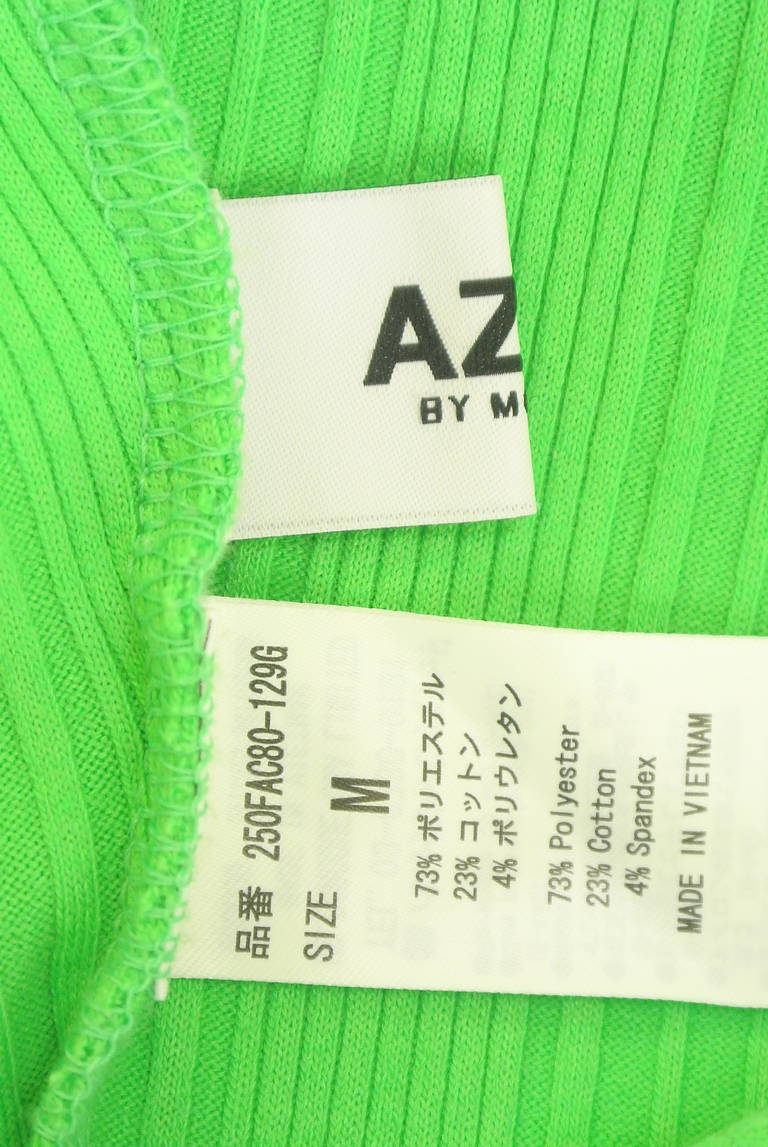 AZ
BY M
品番 250FAC80-129G
SIZE M
73% ポリエステル
23% コットン
4% ポリウレタン
73% Polyester
23% Cotton
4% Spandex
MADE IN VIETNAM